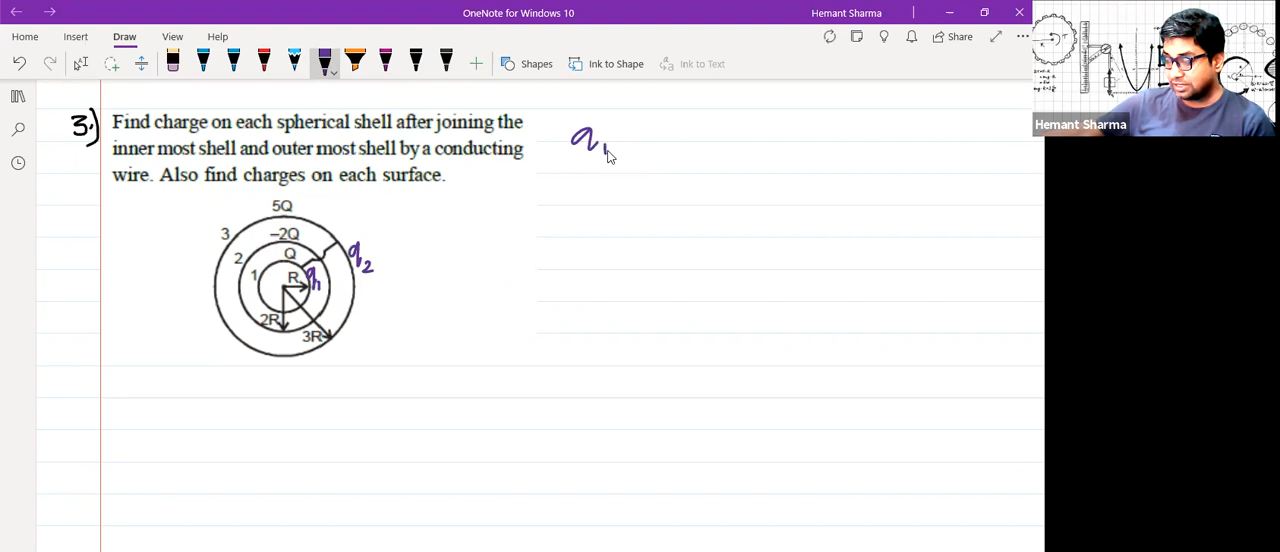 OneNote for Windows 10
Hemant Sharma
Home Insert Draw View Help
Share
Shapes Ink to Shape Ink to Text
Hemant Sharma
3.) Find charge on each spherical shell after joining the
inner most shell and outer most shell by a conducting
wire. Also find charges on each surface.
q1
5Q
3 –2Q
2 Q q2
1 R q1
2R
3R